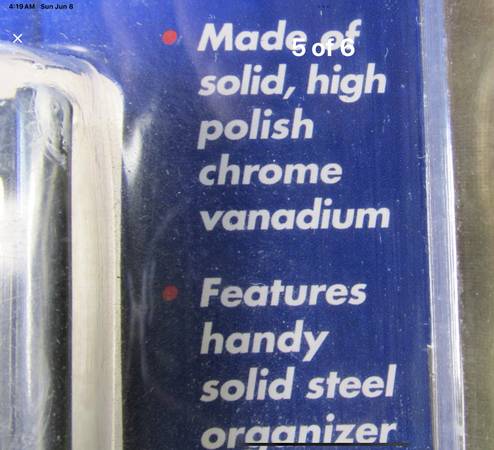 4:19 AM Sun Jun 8
5 of 6
Made of
solid, high
polish
chrome
vanadium
Features
handy
solid steel
organizer